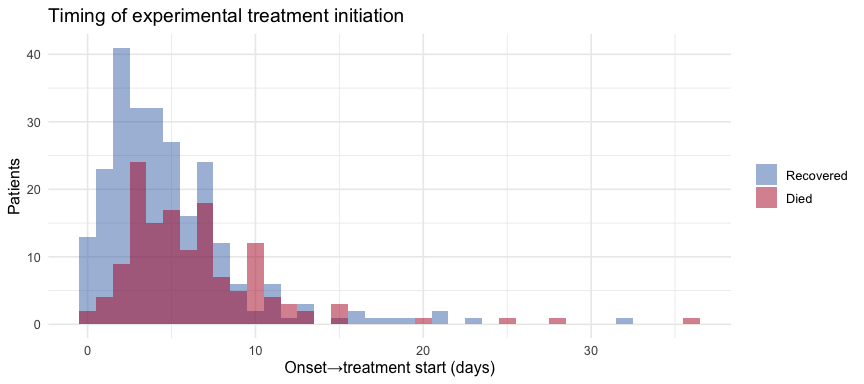 Timing of experimental treatment initiation
Patients
40
30
20
10
0
0 10 20 30
Onset→treatment start (days)
Recovered
Died